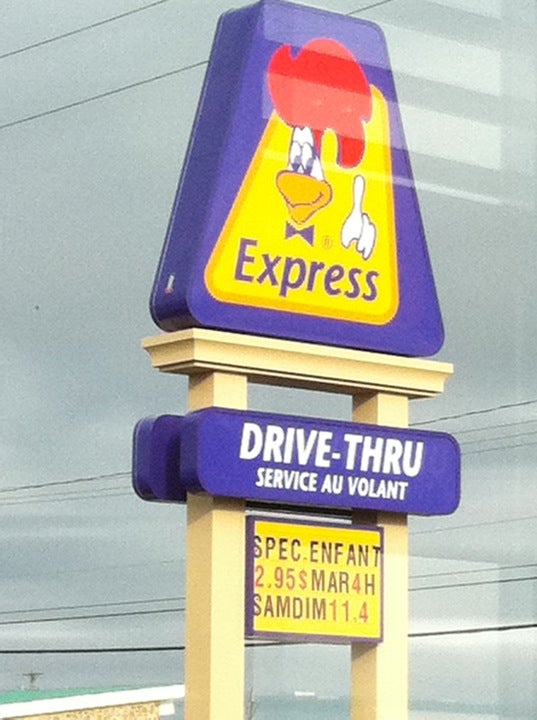 ®
Express
DRIVE-THRU
SERVICE AU VOLANT
SPEC.ENFANT
2.95$MAR4H
SAMDIM11.4